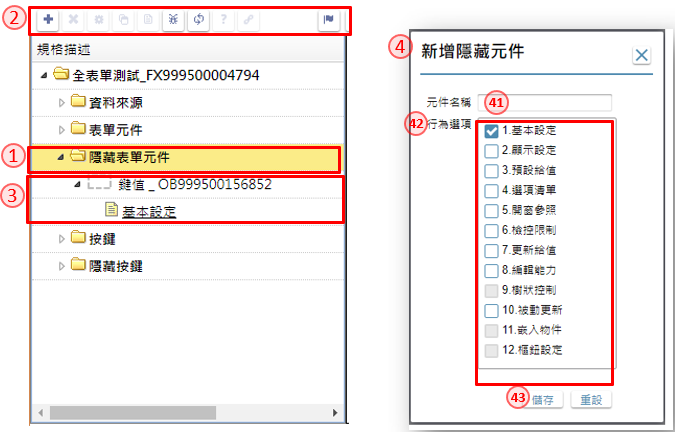 2
規格描述
全表單測試_FX999500004794
資料來源
表單元件
1
隱藏表單元件
3
鍵值 _ OB999500156852
基本設定
按鍵
隱藏按鍵
4
新增隱藏元件
元件名稱
41
42
行為選項
1.基本設定
2.顯示設定
3.預設給值
4.選項清單
5.開窗參照
6.檢控限制
7.更新給值
8.編輯能力
9.樹狀控制
10.被動更新
11.嵌入物件
12.框鈕設定
43
儲存
重設